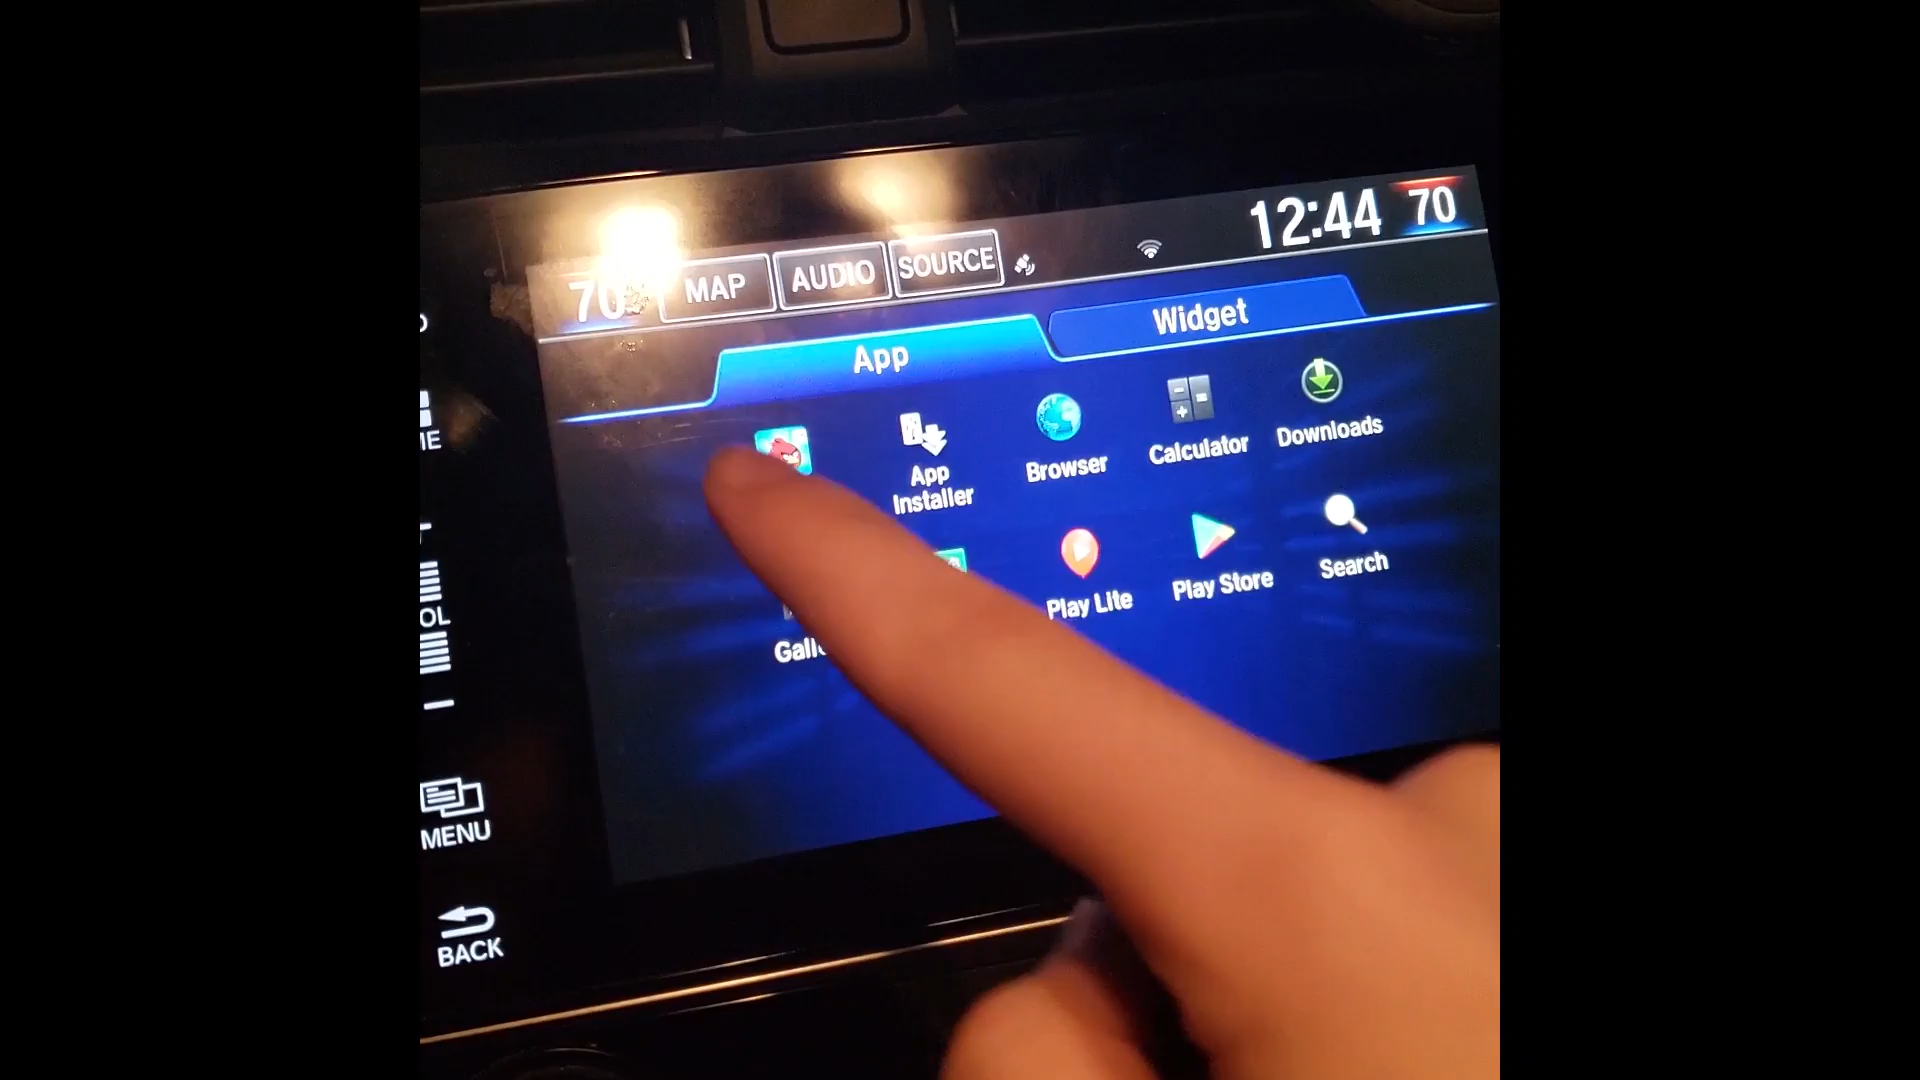 70
MAP
AUDIO
SOURCE
12:44
70
App
Widget
App
Installer
Browser
Calculator
Downloads
Play Lite
Play Store
Search
MENU
BACK